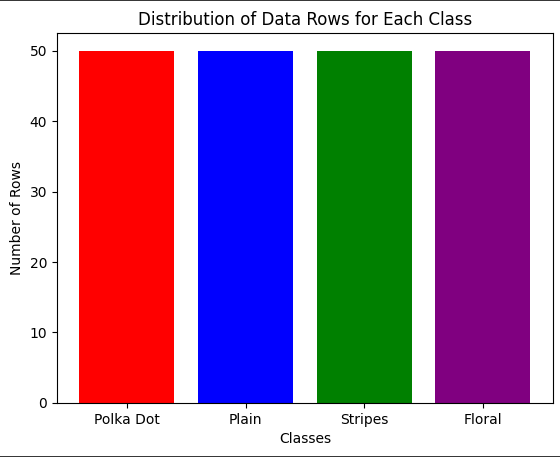 Distribution of Data Rows for Each Class
50
40
30
20
10
0
Number of Rows
Polka Dot Plain Stripes Floral
Classes